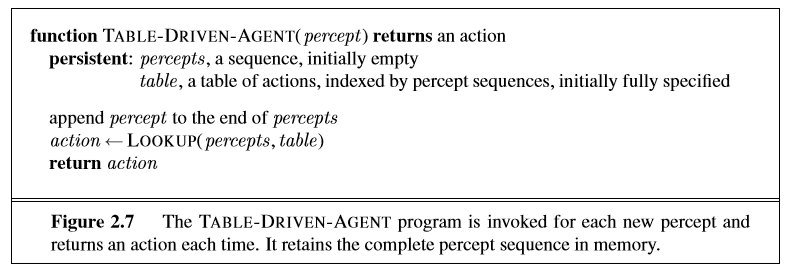 function TABLE-DRIVEN-AGENT(percept) returns an action
persistent: percepts, a sequence, initially empty
table, a table of actions, indexed by percept sequences, initially fully specified
append percept to the end of percepts
action ← LOOKUP(percepts, table)
return action
Figure 2.7 The TABLE-DRIVEN-AGENT program is invoked for each new percept and
returns an action each time. It retains the complete percept sequence in memory.